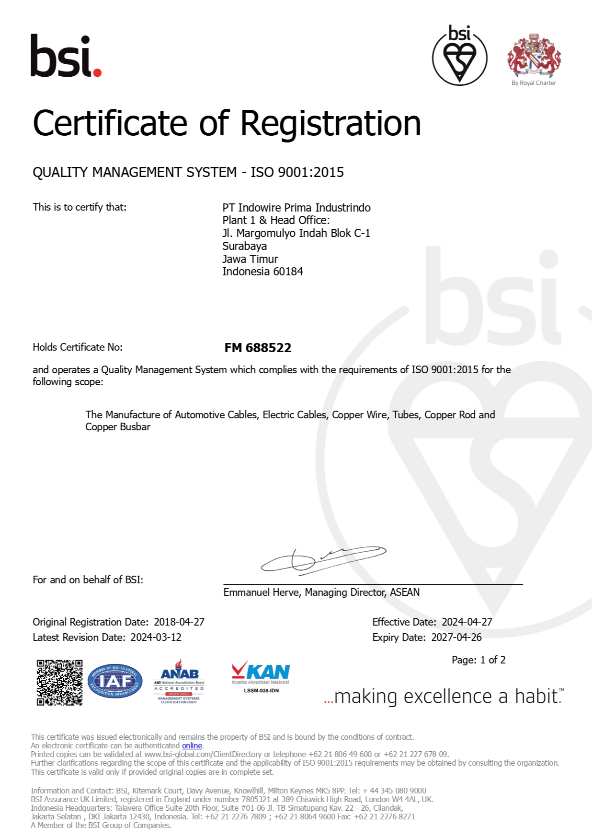 bsi.
bsi
By Royal Charter
Certificate of Registration
QUALITY MANAGEMENT SYSTEM - ISO 9001:2015
This is to certify that:
PT Indowire Prima Industrindo
Plant 1 & Head Office:
Jl. Margomulyo Indah Blok C-1
Surabaya
Jawa Timur
Indonesia 60184
bsi
Holds Certificate No:
FM 688522
and operates a Quality Management System which complies with the requirements of ISO 9001:2015 for the
following scope:
The Manufacture of Automotive Cables, Electric Cables, Copper Wire, Tubes, Copper Rod and
Copper Busbar
For and on behalf of BSI:
Emmanuel Herve, Managing Director, ASEAN
Original Registration Date: 2018-04-27
Effective Date: 2024-04-27
Latest Revision Date: 2024-03-12
Expiry Date: 2027-04-26
Page: 1 of 2
IAF
ANAB
ANSI National Accreditation Board
ACCREDITED
MANAGEMENT SYSTEMS
CERTIFICATION BODY
KAN
Komite Akreditasi Nasional
LSSM-038-IDN
...making excellence a habit.™
This certificate was issued electronically and remains the property of BSI and is bound by the conditions of contract.
An electronic certificate can be authenticated online.
Printed copies can be validated at www.bsi-global.com/ClientDirectory or telephone +62 21 806 49 600 or +62 21 227 678 09.
Further clarifications regarding the scope of this certificate and the applicability of ISO 9001:2015 requirements may be obtained by consulting the organization.
This certificate is valid only if provided original copies are in complete set.
Information and Contact: BSI, Kitemark Court, Davy Avenue, Knowlhill, Milton Keynes MK5 8PP. Tel: + 44 345 080 9000
BSI Assurance UK Limited, registered in England under number 7805321 at 389 Chiswick High Road, London W4 4AL, UK.
Indonesia Headquarters: Talavera Office Suite 20th Floor, Suite #01 06 Jl. TB Simatupang Kav. 22 - 26, Cilandak,
Jakarta Selatan , DKI Jakarta 12430, Indonesia. Tel: +62 21 2276 7809 ; +62 21 8064 9600 Fax: +62 21 2276 8271
A Member of the BSI Group of Companies.